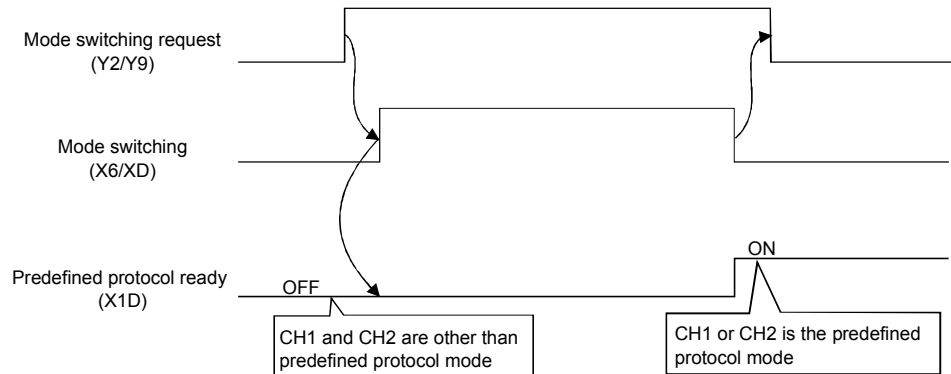 Mode switching request
(Y2/Y9)
Mode switching
(X6/XD)
Predefined protocol ready
(X1D)
OFF
ON
CH1 and CH2 are other than
predefined protocol mode
CH1 or CH2 is the predefined
protocol mode